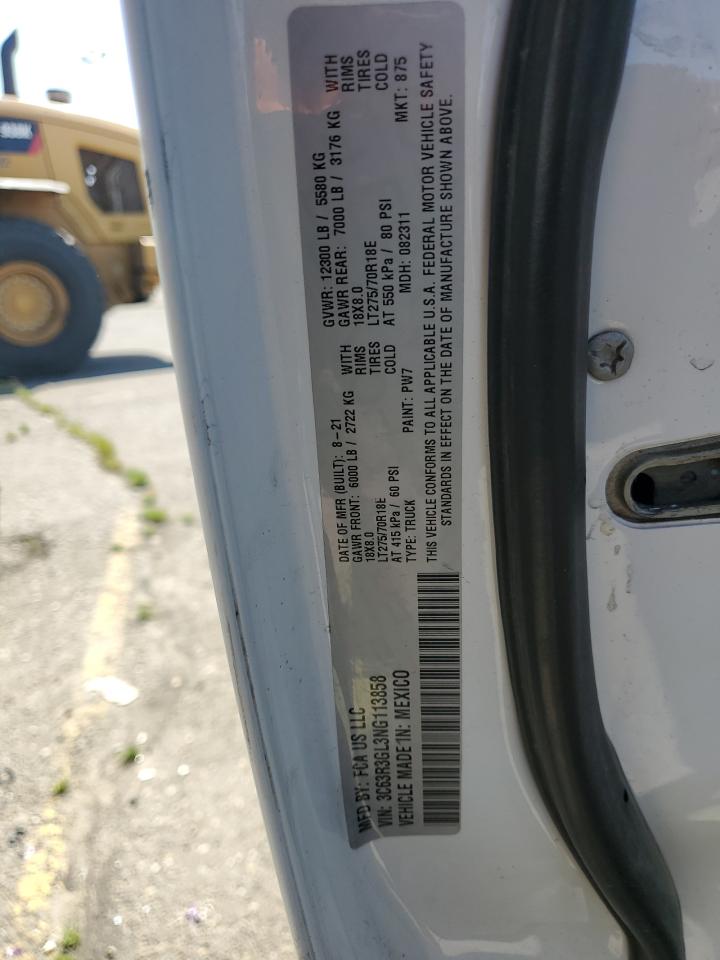 MFD BY: FCA US LLC
VIN: 3C63R3GL3NG113858
VEHICLE MADE IN: MEXICO
DATE OF MFR (BUILT): 8-21
GAWR FRONT: 6000 LB / 2722 KG WITH
18X8.0 RIMS
LT275/70R18E TIRES
AT 415 kPa / 60 PSI COLD
TYPE: TRUCK PAINT: PW7
GVWR: 12300 LB / 5580 KG
GAWR REAR: 7000 LB / 3176 KG WITH
18X8.0 RIMS
LT275/70R18E TIRES
AT 550 kPa / 80 PSI COLD
MDH: 082311 MKT: 875
THIS VEHICLE CONFORMS TO ALL APPLICABLE U.S.A. FEDERAL MOTOR VEHICLE SAFETY
STANDARDS IN EFFECT ON THE DATE OF MANUFACTURE SHOWN ABOVE.